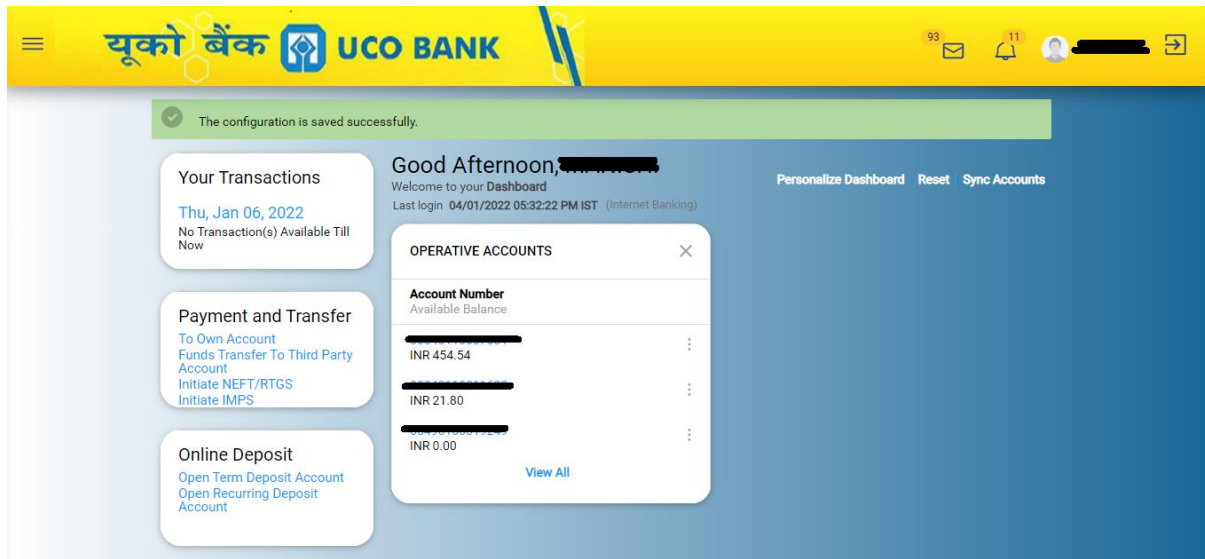 यूको बैंक UCO BANK
93
11
The configuration is saved successfully.
Your Transactions
Thu, Jan 06, 2022
No Transaction(s) Available Till
Now
Payment and Transfer
To Own Account
Funds Transfer To Third Party
Account
Initiate NEFT/RTGS
Initiate IMPS
Online Deposit
Open Term Deposit Account
Open Recurring Deposit
Account
Good Afternoon,
Welcome to your Dashboard
Last login 04/01/2022 05:32:22 PM IST (Internet Banking)
Personalize Dashboard Reset Sync Accounts
OPERATIVE ACCOUNTS
Account Number
Available Balance
INR 454.54
INR 21.80
INR 0.00
View All